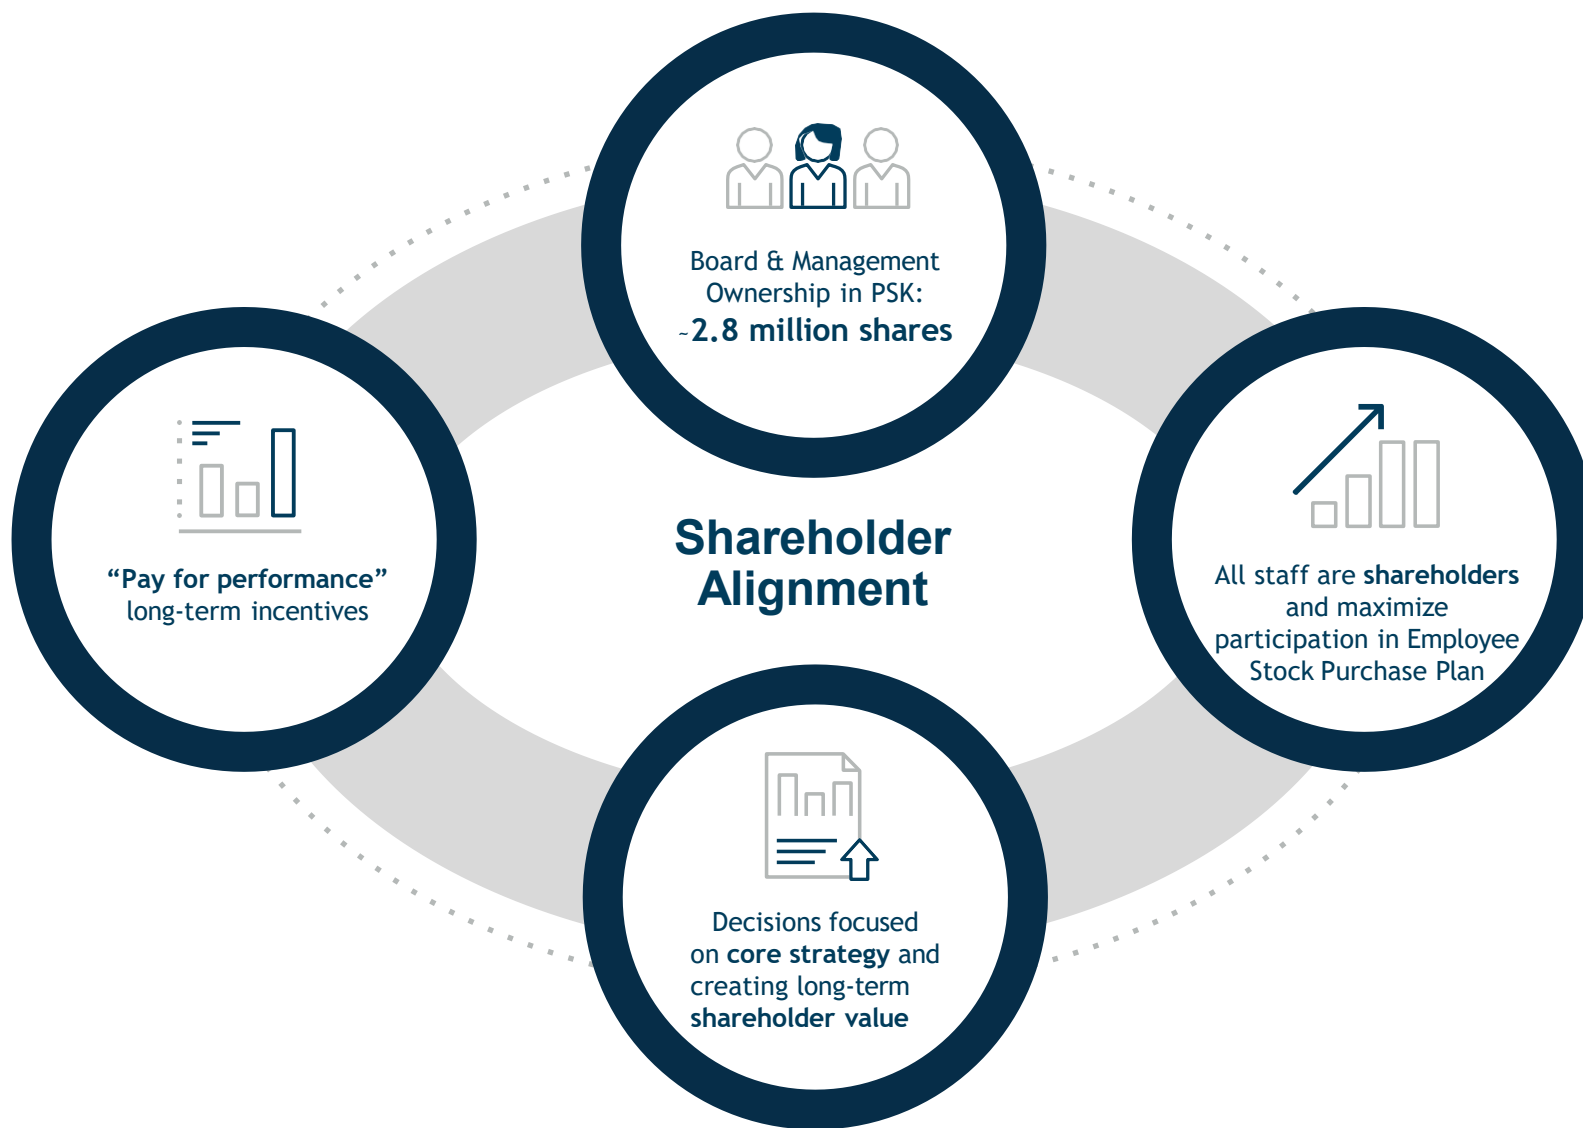 Board & Management
Ownership in PSK:
~2.8 million shares
"Pay for performance"
long-term incentives
Shareholder
Alignment
All staff are shareholders
and maximize
participation in Employee
Stock Purchase Plan
Decisions focused
on core strategy and
creating long-term
shareholder value